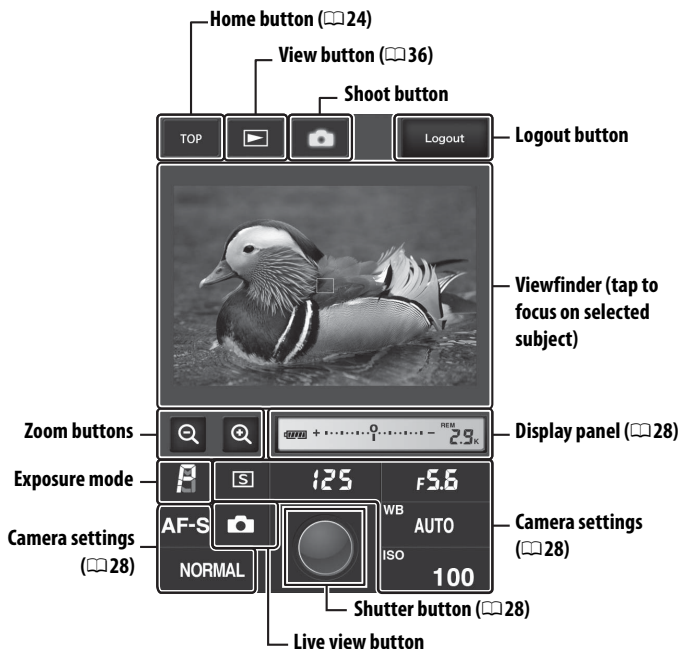 Home button (24)
View button (36)
Shoot button
TOP
Logout
Logout button
Viewfinder (tap to
focus on selected
subject)
Zoom buttons
+ 0 -
REM
2.9K
Display panel (28)
Exposure mode
P
S
125
F5.6
Camera settings
(28)
AF-S
NORMAL
WB
AUTO
ISO
100
Camera settings
(28)
Shutter button (28)
Live view button